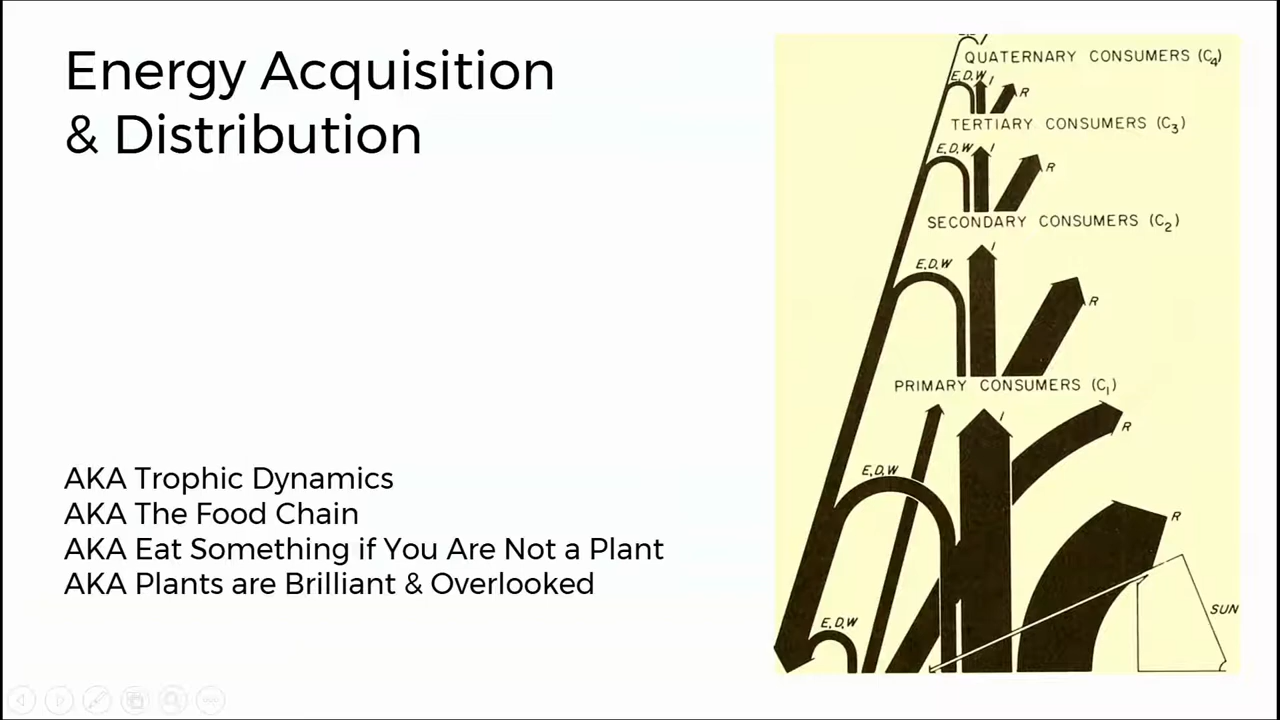 Energy Acquisition
& Distribution
AKA Trophic Dynamics
AKA The Food Chain
AKA Eat Something if You Are Not a Plant
AKA Plants are Brilliant & Overlooked
QUATERNARY CONSUMERS (C4)
E,D,W
I
R
TERTIARY CONSUMERS (C3)
E,D,W
I
R
SECONDARY CONSUMERS (C2)
E,D,W
I
R
PRIMARY CONSUMERS (C1)
E,D,W
I
R
R
SUN
E,D,W